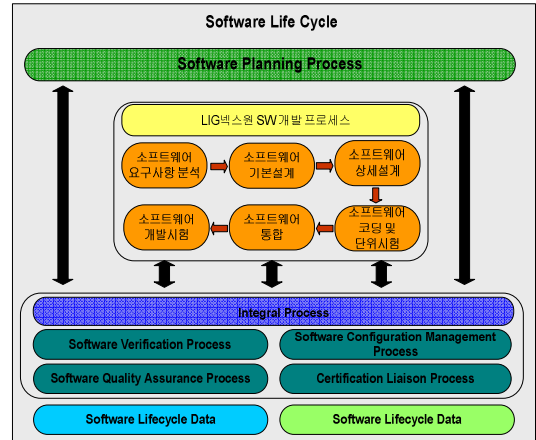 Software Life Cycle
Software Planning Process
LIG넥스원 SW 개발 프로세스
소프트웨어
요구사항 분석
소프트웨어
기본설계
소프트웨어
상세설계
소프트웨어
개발시험
소프트웨어
통합
소프트웨어
코딩 및
단위시험
Integral Process
Software Verification Process
Software Configuration Management
Process
Software Quality Assurance Process
Certification Liaison Process
Software Lifecycle Data
Software Lifecycle Data